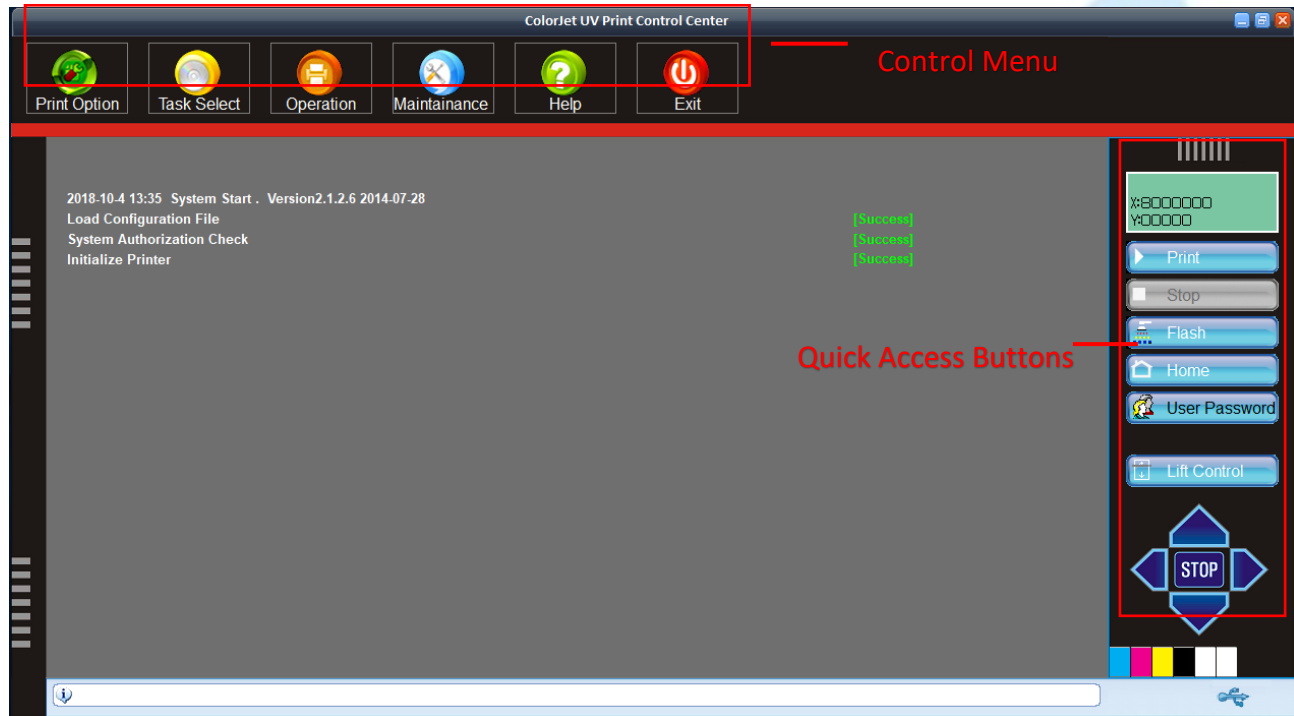 ColorJet UV Print Control Center
Control Menu
Print Option Task Select Operation Maintainance Help Exit
2018-10-4 13:35 System Start . Version2.1.2.6 2014-07-28
Load Configuration File [Success]
System Authorization Check [Success]
Initialize Printer [Success]
X:8000000
Y:00000
Print
Stop
Flash
Quick Access Buttons
Home
User Password
Lift Control
STOP